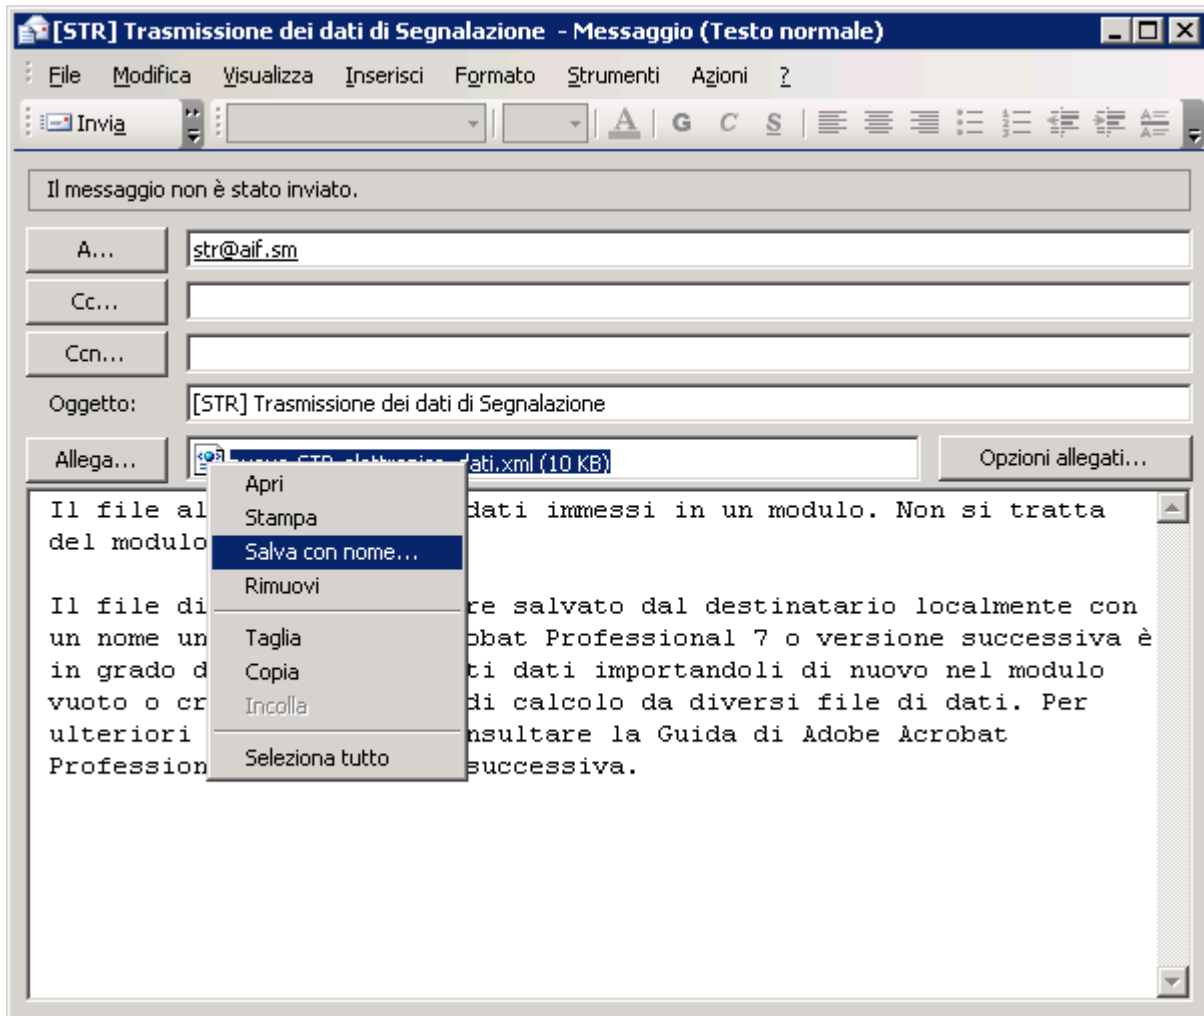 [STR] Trasmissione dei dati di Segnalazione - Messaggio (Testo normale)
File Modifica Visualizza Inserisci Formato Strumenti Azioni ?
Invia A G C S
Il messaggio non è stato inviato.
A... str@aif.sm
Cc...
Ccn...
Oggetto: [STR] Trasmissione dei dati di Segnalazione
Allega... dati.xml (10 KB) Opzioni allegati...
Apri
Stampa
Salva con nome...
Rimuovi
Taglia
Copia
Incolla
Seleziona tutto
Il file al dati immessi in un modulo. Non si tratta
del modulo
Il file di re salvato dal destinatario localmente con
un nome un obat Professional 7 o versione successiva è
in grado d ti dati importandoli di nuovo nel modulo
vuoto o cr di calcolo da diversi file di dati. Per
ulteriori nsultare la Guida di Adobe Acrobat
Profession successiva.